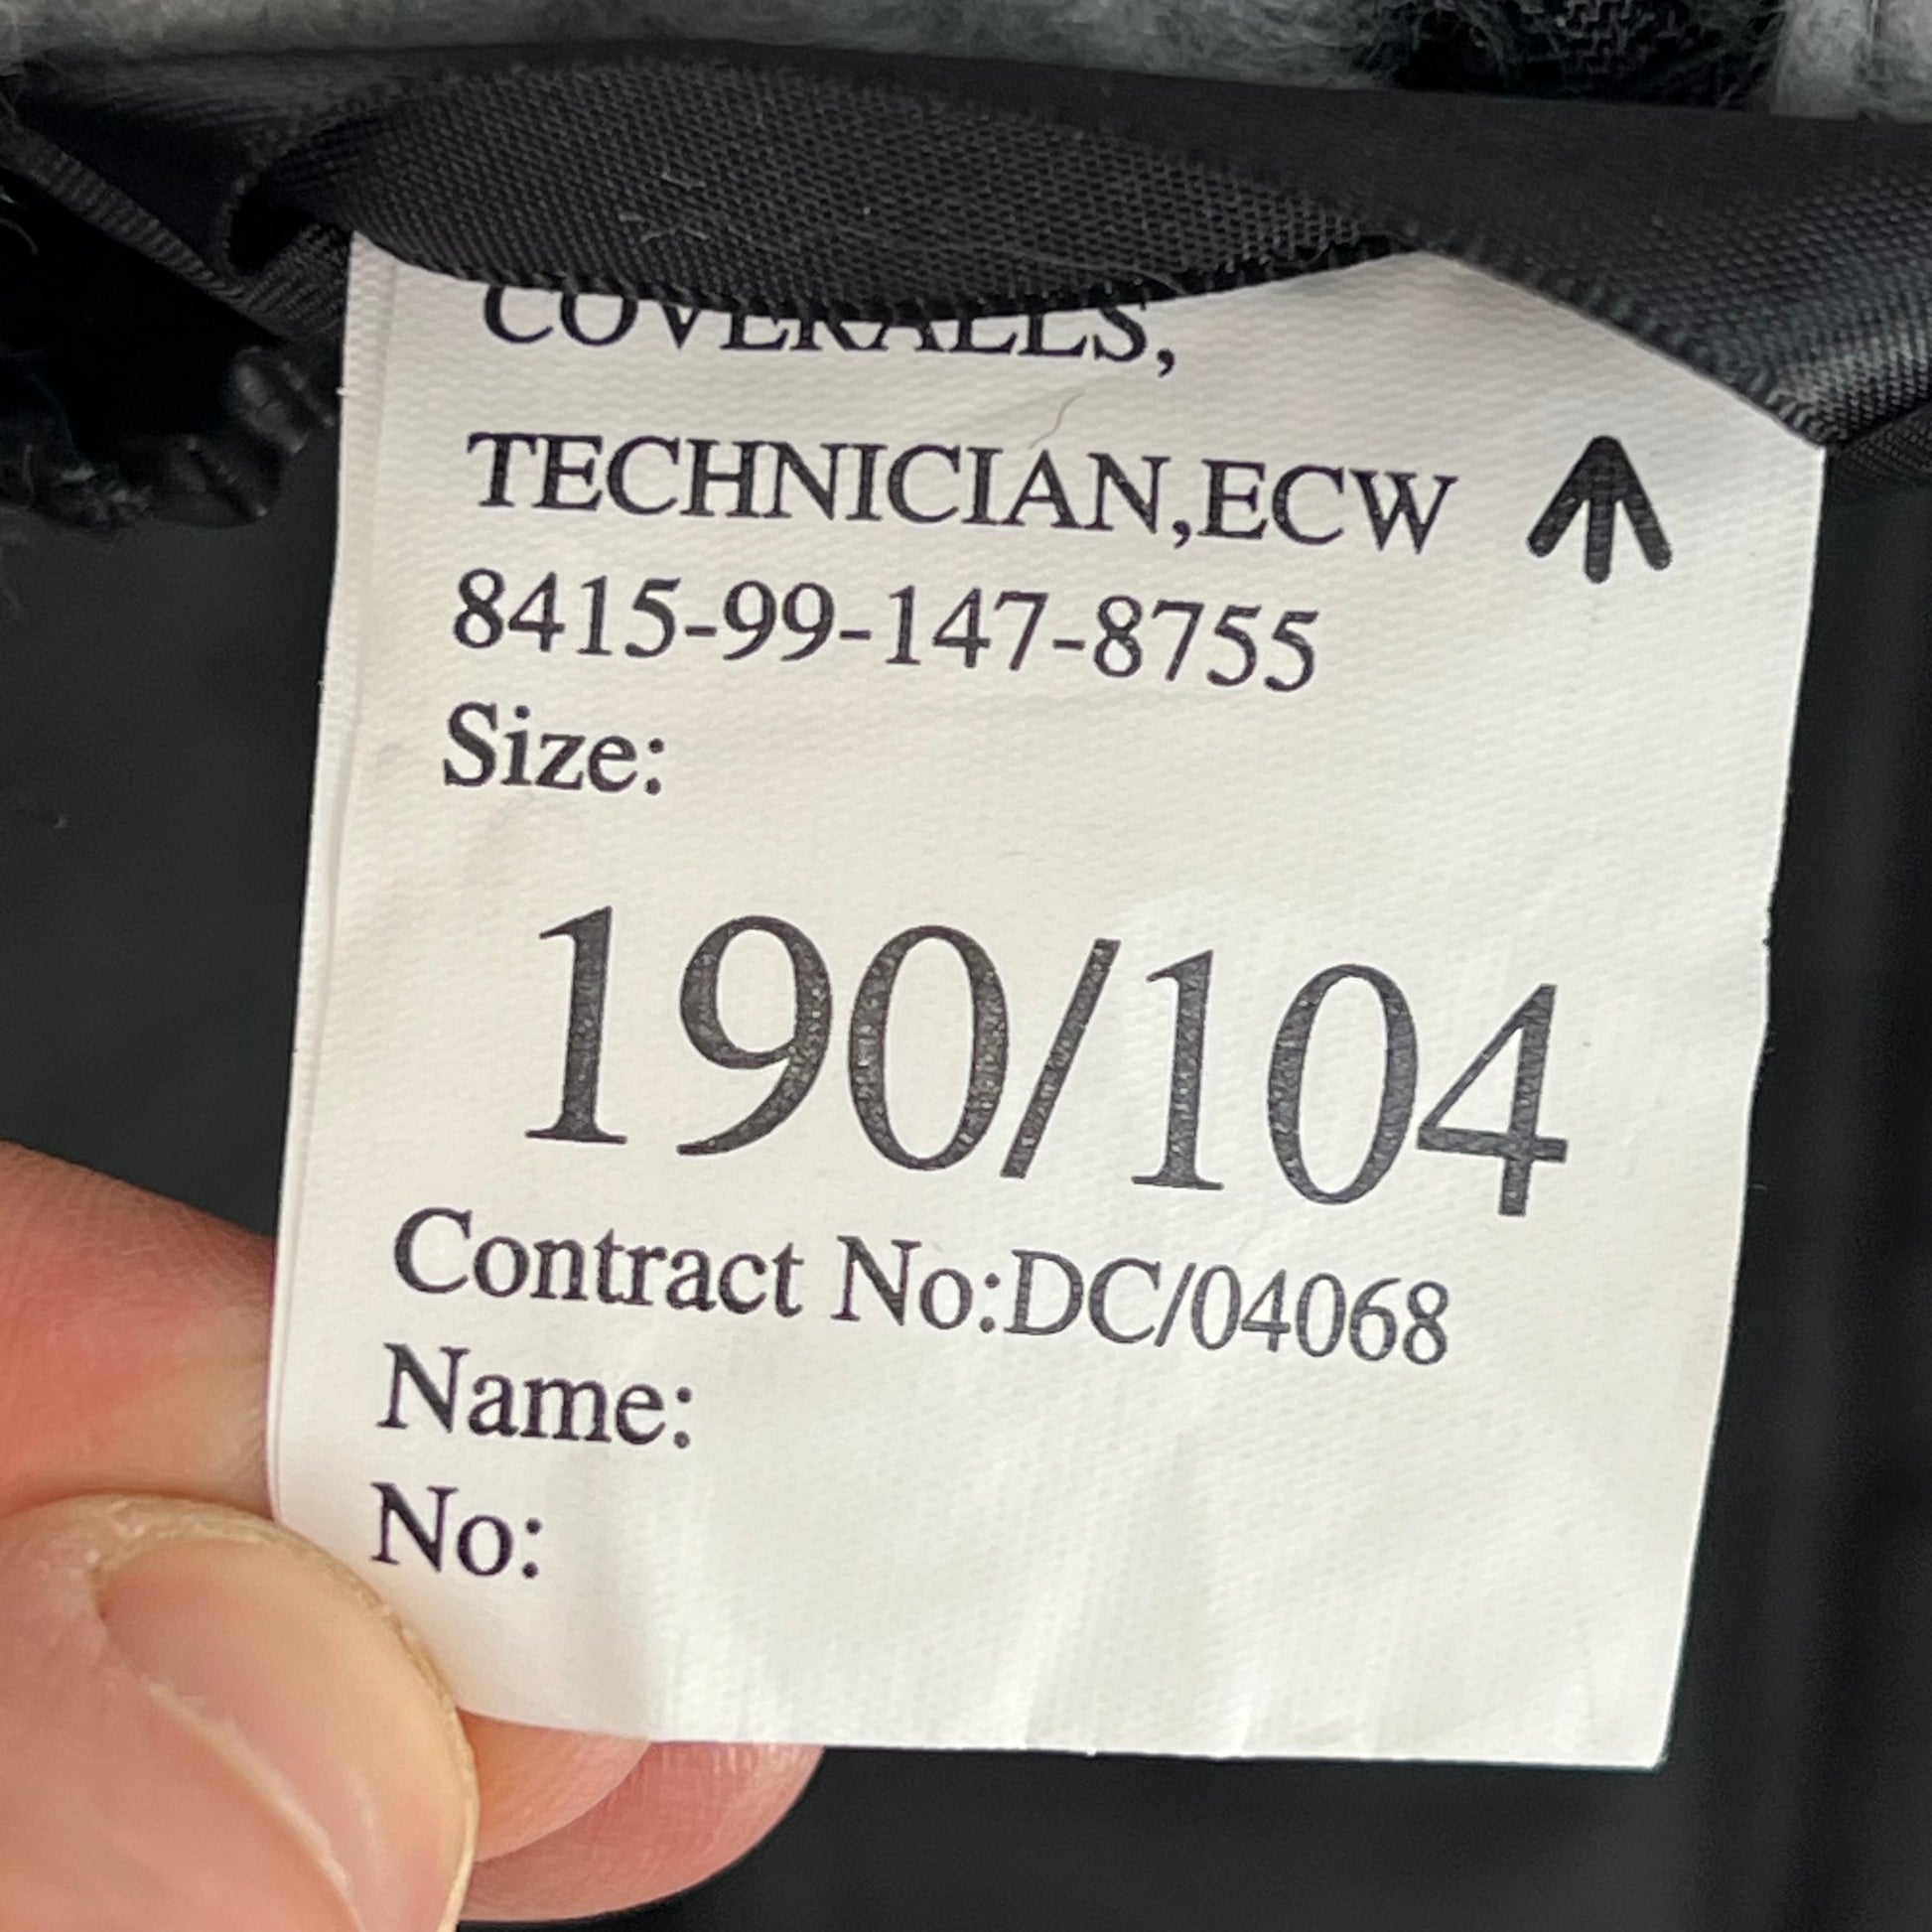 COVERALLS,
TECHNICIAN,ECW
8415-99-147-8755
Size:
190/104
Contract No:DC/04068
Name:
No: